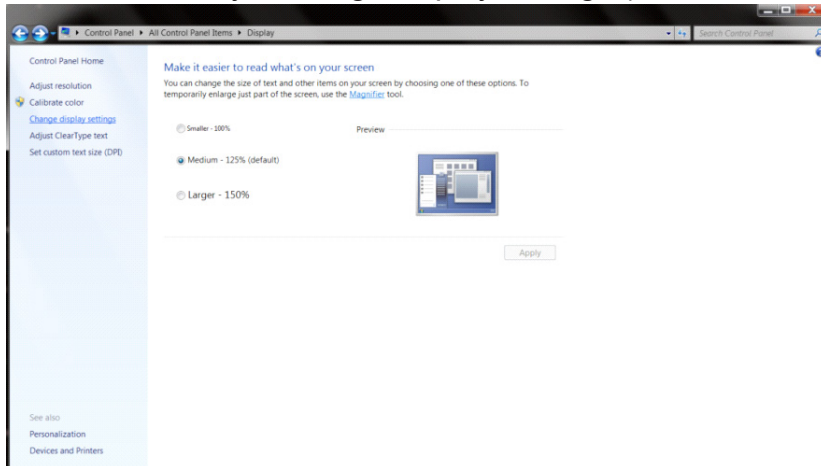 Control Panel ▸ All Control Panel Items ▸ Display
Search Control Panel
Control Panel Home
Adjust resolution
Calibrate color
Change display settings
Adjust ClearType text
Set custom text size (DPI)
Make it easier to read what's on your screen
You can change the size of text and other items on your screen by choosing one of these options. To
temporarily enlarge just part of the screen, use the Magnifier tool.
Smaller - 100%
Preview
Medium - 125% (default)
Larger - 150%
Apply
See also
Personalization
Devices and Printers